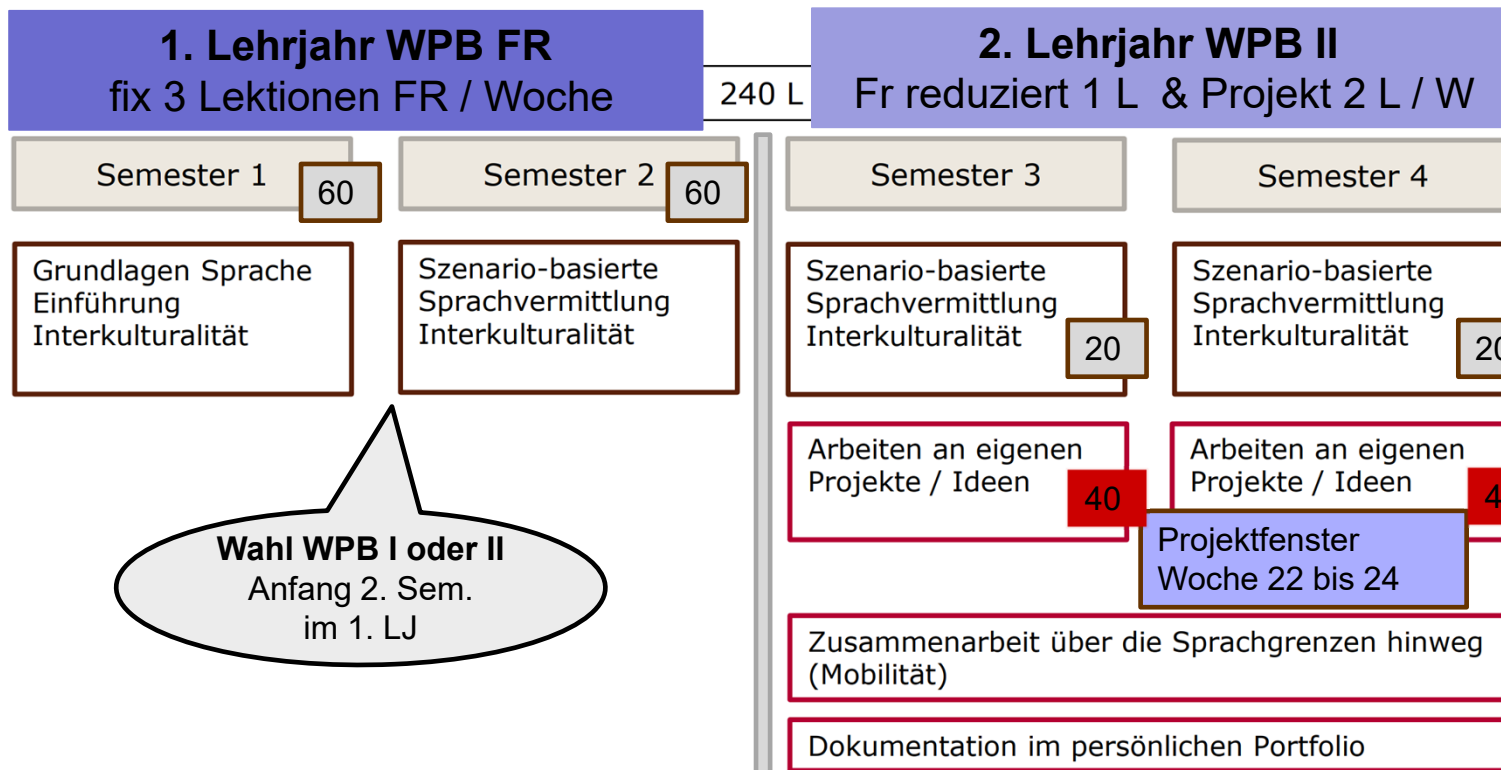 1. Lehrjahr WPB FR
fix 3 Lektionen FR / Woche
240 L
2. Lehrjahr WPB II
Fr reduziert 1 L & Projekt 2 L / W
Semester 1
60
Semester 2
60
Semester 3
Semester 4
Grundlagen Sprache
Einführung
Interkulturalität
Szenario-basierte
Sprachvermittlung
Interkulturalität
Szenario-basierte
Sprachvermittlung
Interkulturalität
20
Szenario-basierte
Sprachvermittlung
Interkulturalität
Wahl WPB I oder II
Anfang 2. Sem.
im 1. LJ
Arbeiten an eigenen
Projekte / Ideen
40
Arbeiten an eigenen
Projekte / Ideen
Projektfenster
Woche 22 bis 24
Zusammenarbeit über die Sprachgrenzen hinweg
(Mobilität)
Dokumentation im persönlichen Portfolio